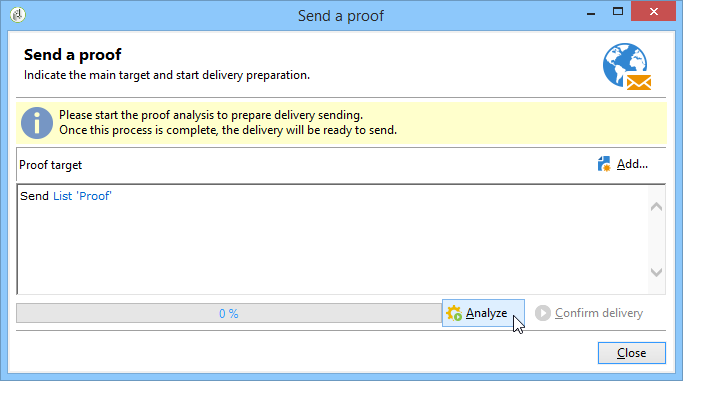 Send a proof
Send a proof
Indicate the main target and start delivery preparation.
Please start the proof analysis to prepare delivery sending.
Once this process is complete, the delivery will be ready to send.
Proof target
Add...
Send List 'Proof'
0 %
Analyze
Confirm delivery
Close